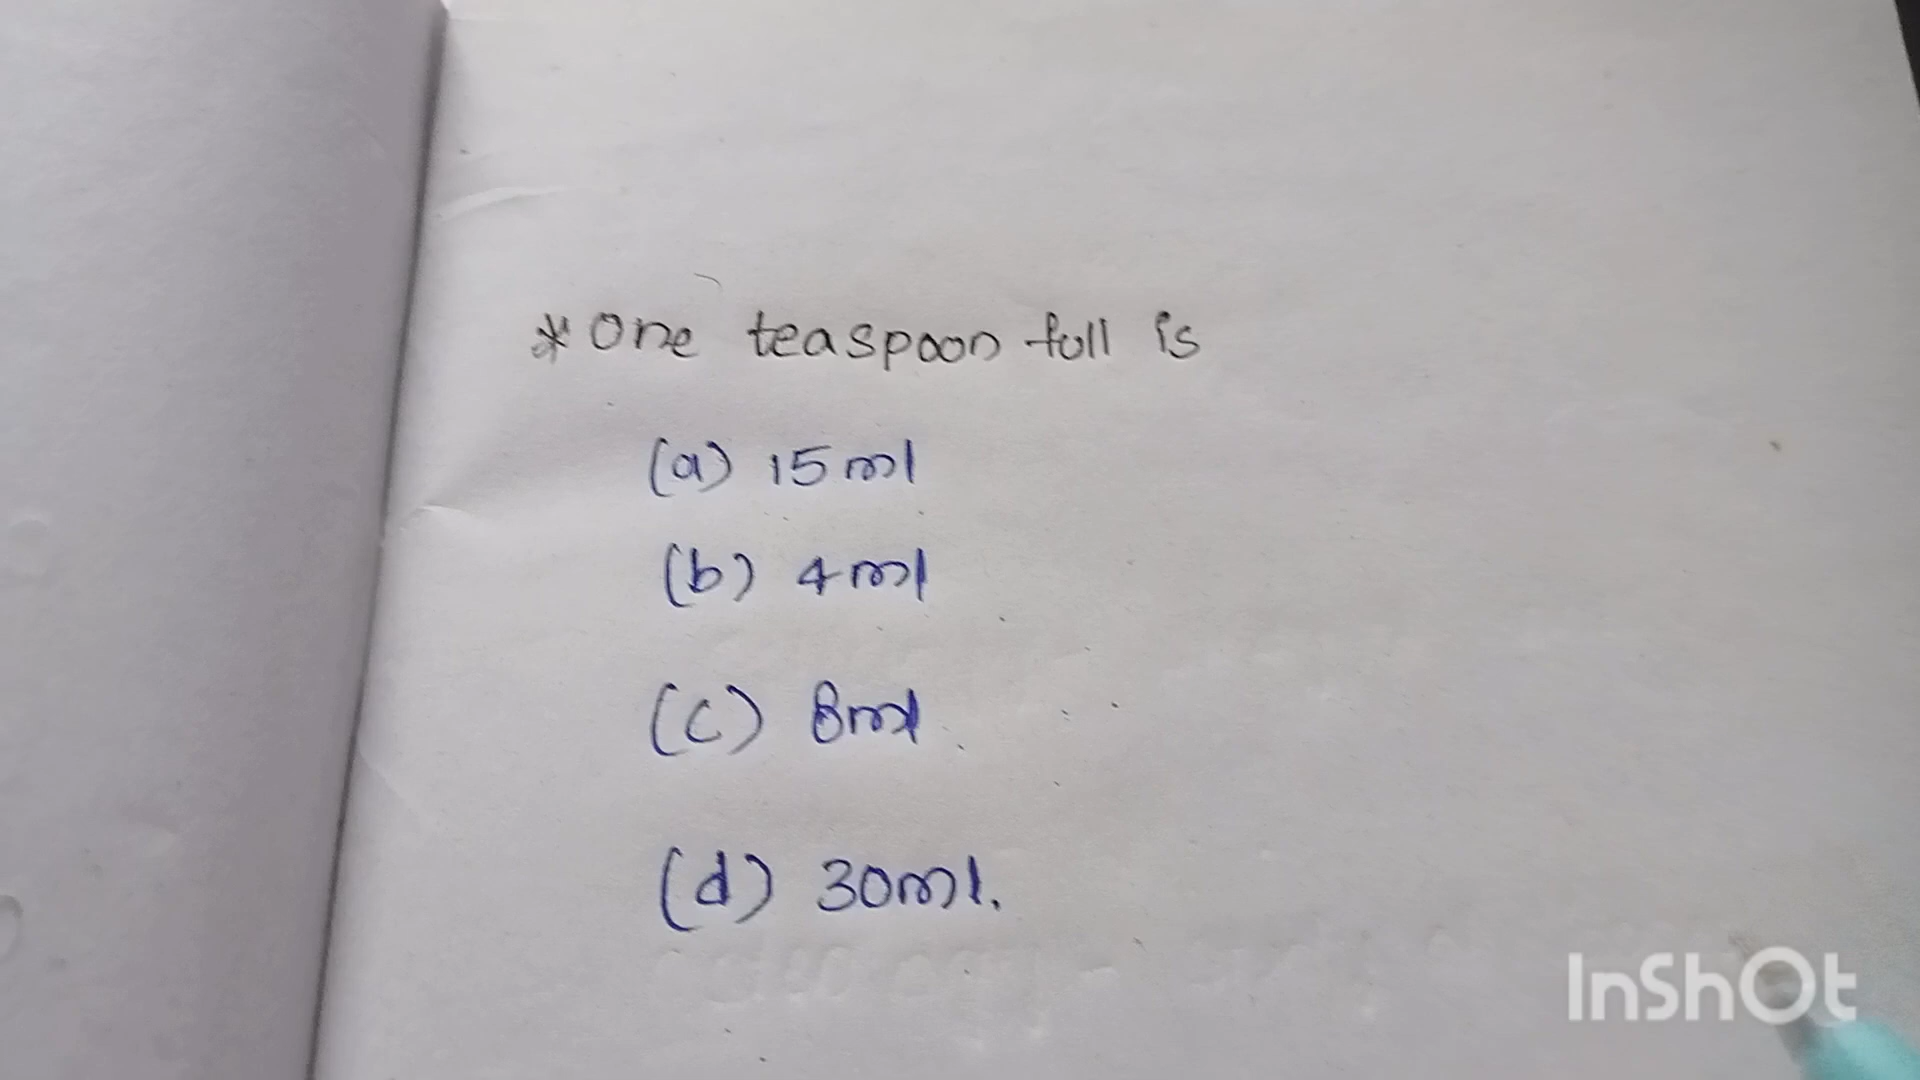 * One teaspoon full is
(a) 15ml
(b) 4ml
(c) 8ml.
(d) 30ml.
InShOt